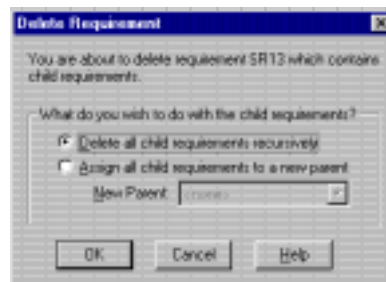 Delete Requirement
You are about to delete requirement SR13 which contains
child requirements.
What do you wish to do with the child requirements?
Delete all child requirements recursively
Assign all child requirements to a new parent
New Parent: <none>
OK Cancel Help